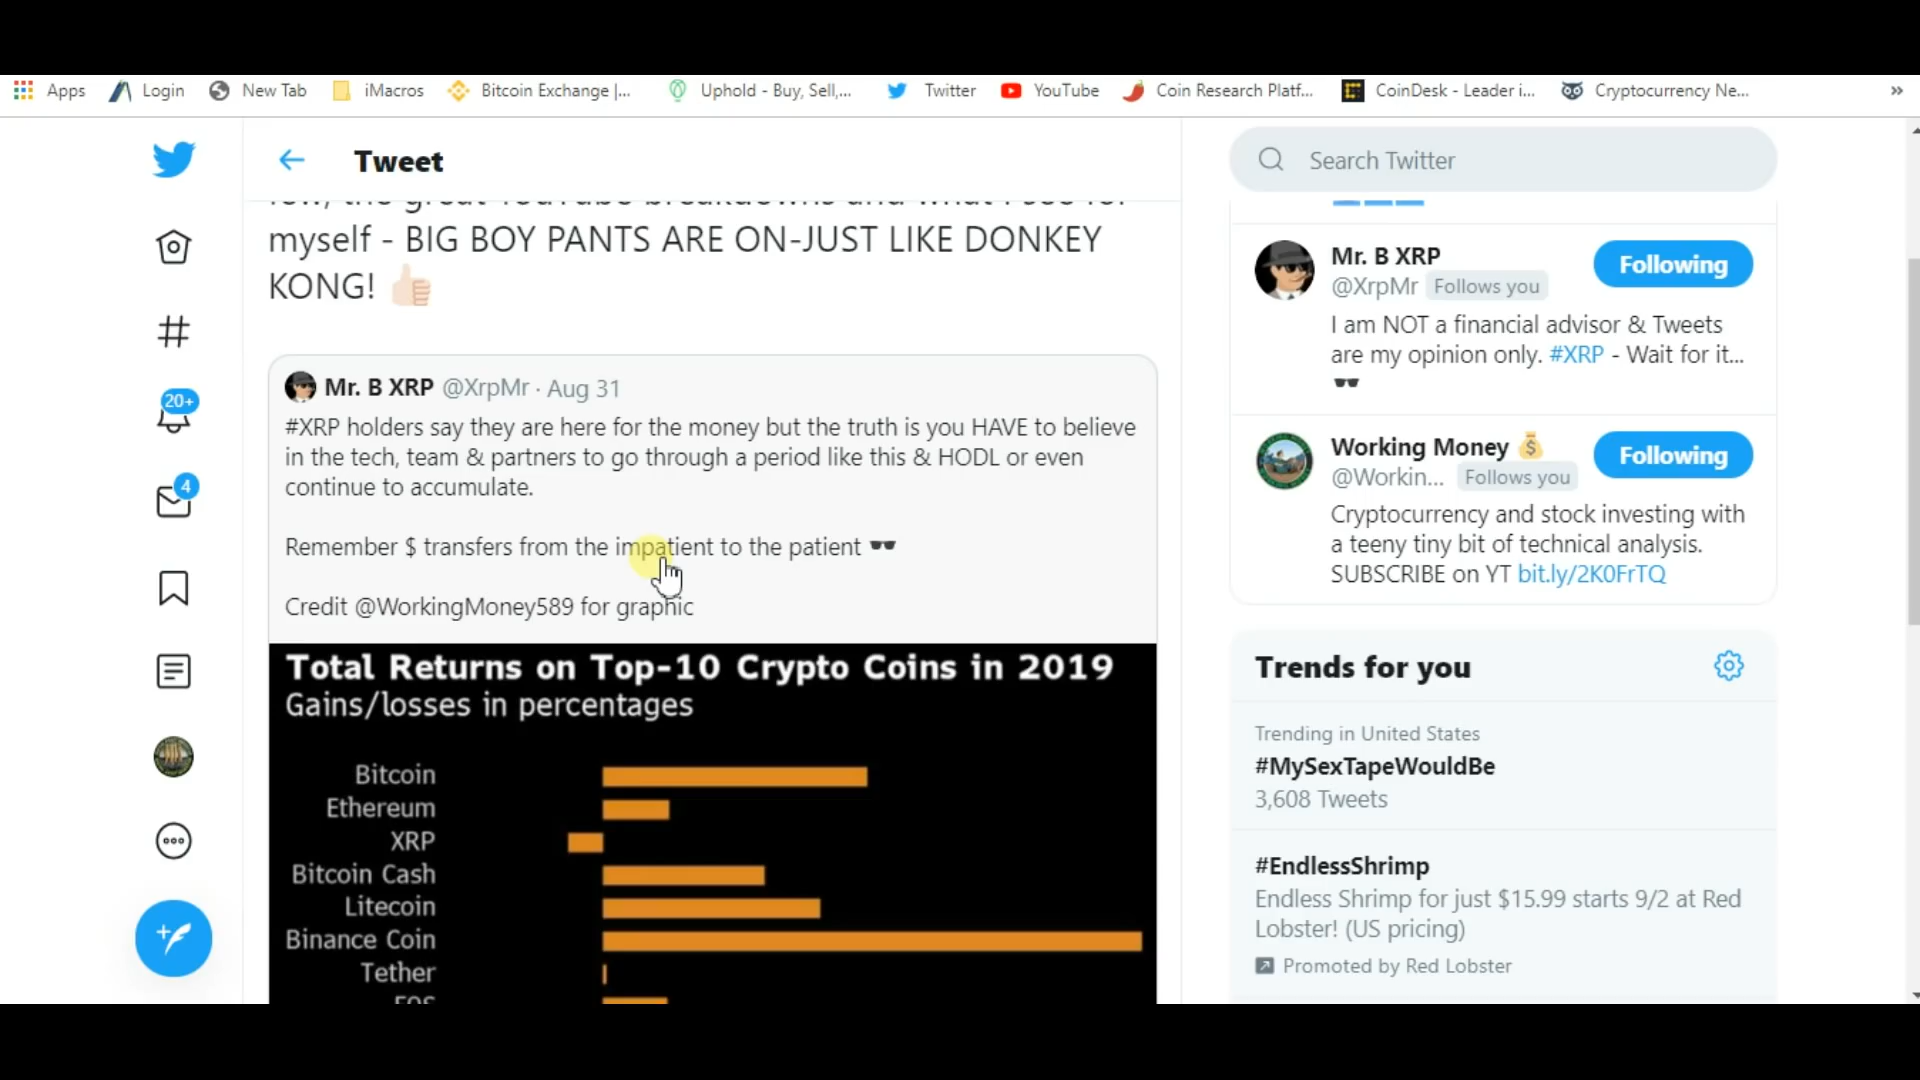 Apps Login New Tab iMacros Bitcoin Exchange |... Uphold - Buy, Sell,... Twitter YouTube Coin Research Platf... CoinDesk - Leader i... Cryptocurrency Ne... »
Tweet
myself - BIG BOY PANTS ARE ON-JUST LIKE DONKEY
KONG!
20+
4
Mr. B XRP @XrpMr · Aug 31
#XRP holders say they are here for the money but the truth is you HAVE to believe
in the tech, team & partners to go through a period like this & HODL or even
continue to accumulate.
Remember $ transfers from the impatient to the patient
Credit @WorkingMoney589 for graphic
Total Returns on Top-10 Crypto Coins in 2019
Gains/losses in percentages
Bitcoin
Ethereum
XRP
Bitcoin Cash
Litecoin
Binance Coin
Tether
EOS
Search Twitter
Mr. B XRP
Following
@XrpMr Follows you
I am NOT a financial advisor & Tweets
are my opinion only. #XRP - Wait for it...
Working Money
Following
@Workin... Follows you
Cryptocurrency and stock investing with
a teeny tiny bit of technical analysis.
SUBSCRIBE on YT bit.ly/2K0FrTQ
Trends for you
Trending in United States
#MySexTapeWouldBe
3,608 Tweets
#EndlessShrimp
Endless Shrimp for just $15.99 starts 9/2 at Red
Lobster! (US pricing)
Promoted by Red Lobster